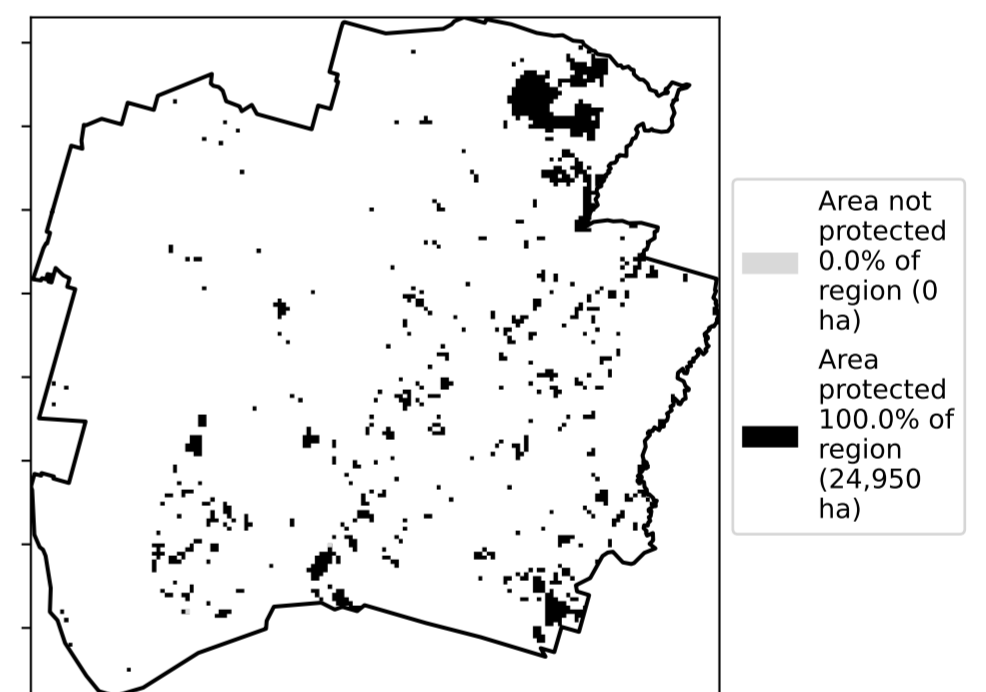 Area not
protected
0.0% of
region (0
ha)
Area
protected
100.0% of
region
(24,950
ha)